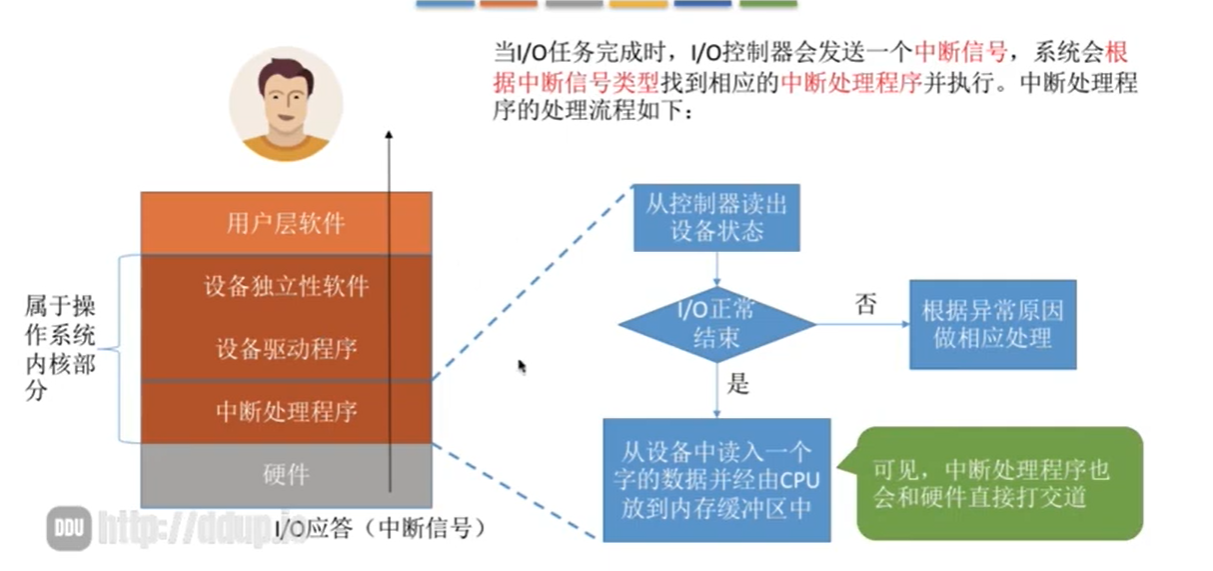 当I/O任务完成时，I/O控制器会发送一个中断信号，系统会根
据中断信号类型找到相应的中断处理程序并执行。中断处理程
序的处理流程如下：
用户层软件
设备独立性软件
设备驱动程序
中断处理程序
硬件
属于操
作系统
内核部
分
I/O应答（中断信号）
DDU http://ddup.io
从控制器读出
设备状态
I/O正常
结束
否
根据异常原因
做相应处理
是
从设备中读入一个
字的数据并经由CPU
放到内存缓冲区中
可见，中断处理程序也
会和硬件直接打交道